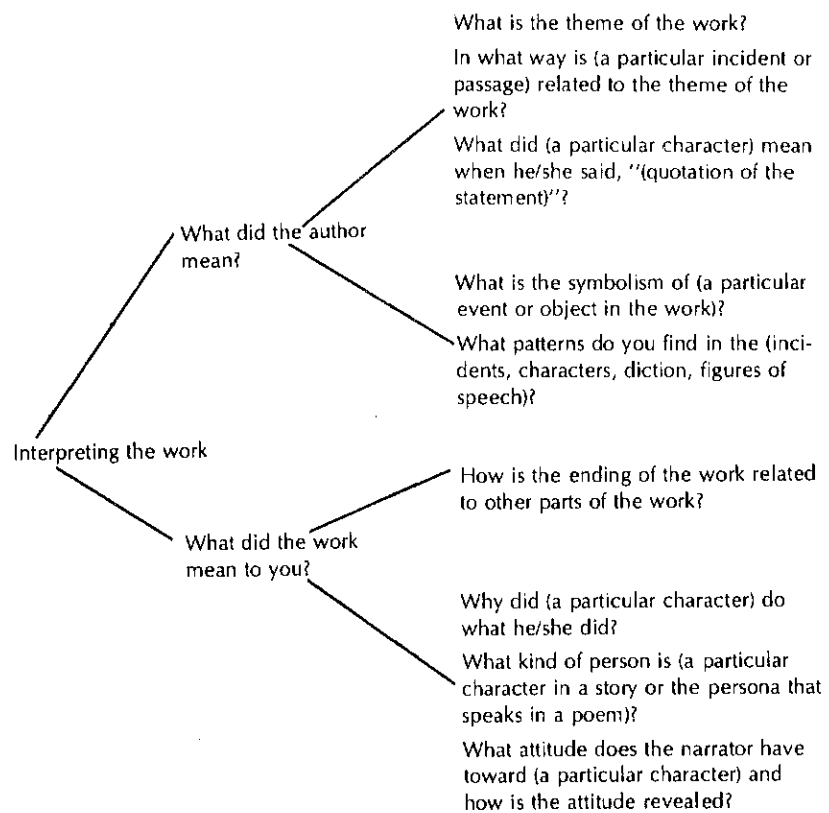 What is the theme of the work?
In what way is (a particular incident or
passage) related to the theme of the
work?
What did (a particular character) mean
when he/she said, "(quotation of the
statement)"?
What did the author
mean?
What is the symbolism of (a particular
event or object in the work)?
What patterns do you find in the (inci-
dents, characters, diction, figures of
speech)?
Interpreting the work
How is the ending of the work related
to other parts of the work?
What did the work
mean to you?
Why did (a particular character) do
what he/she did?
What kind of person is (a particular
character in a story or the persona that
speaks in a poem)?
What attitude does the narrator have
toward (a particular character) and
how is the attitude revealed?